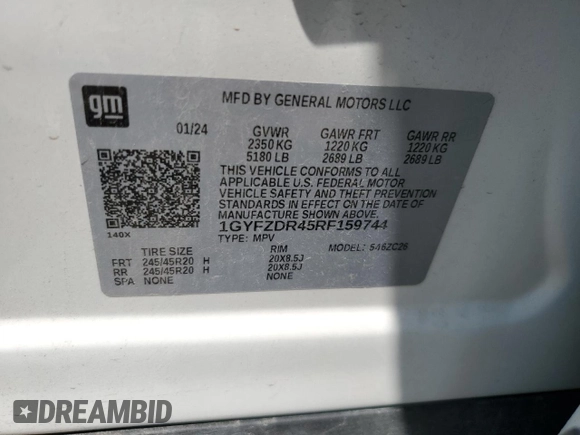 gm
MFD BY GENERAL MOTORS LLC
01/24 GVWR GAWR FRT GAWR RR
2350 KG 1220 KG 1220 KG
5180 LB 2689 LB 2689 LB
THIS VEHICLE CONFORMS TO ALL
APPLICABLE U.S. FEDERAL MOTOR
VEHICLE SAFETY AND THEFT PREVENTION
STANDARDS IN EFFECT ON THE DATE OF
MANUFACTURE SHOWN ABOVE.
1GYFZDR45RF159744
140X
TYPE: MPV MODEL: 546ZC26
TIRE SIZE RIM
FRT 245/45R20 H 20X8.5J
RR 245/45R20 H 20X8.5J
SPA NONE NONE
DREAMBID